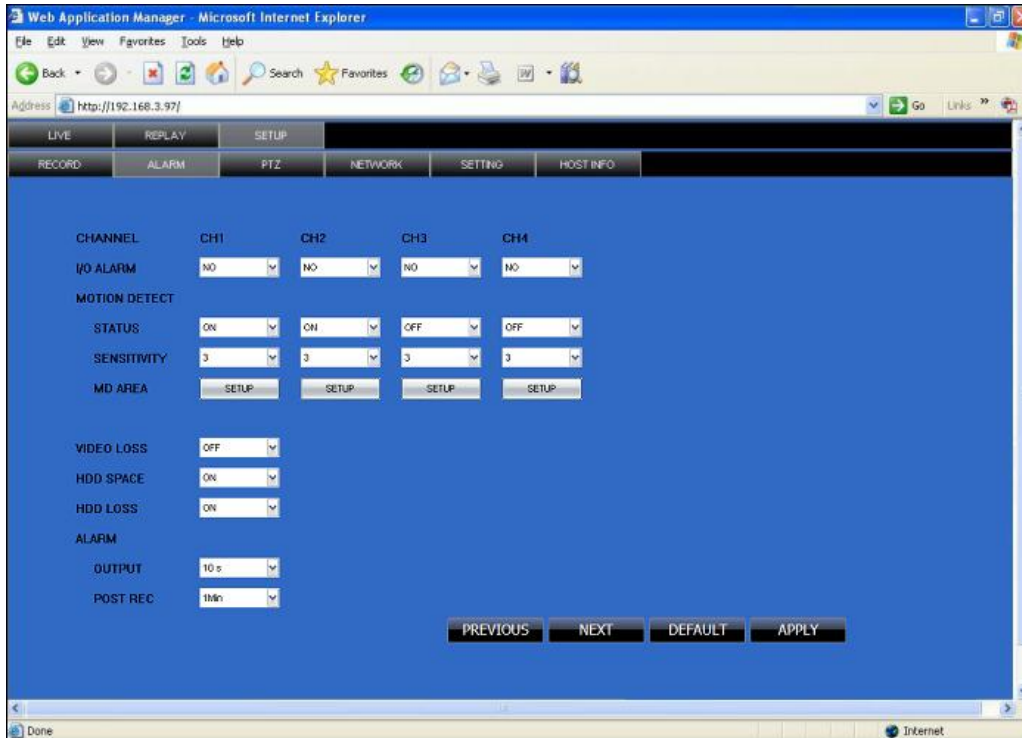 Web Application Manager - Microsoft Internet Explorer
File Edit View Favorites Tools Help
Back Search Favorites
Address http://192.168.3.97/ Go Links »
LIVE REPLAY SETUP
RECORD ALARM PTZ NETWORK SETTING HOST INFO
CHANNEL CH1 CH2 CH3 CH4
I/O ALARM NO NO NO NO
MOTION DETECT
STATUS ON ON OFF OFF
SENSITIVITY 3 3 3 3
MD AREA SETUP SETUP SETUP SETUP
VIDEO LOSS OFF
HDD SPACE ON
HDD LOSS ON
ALARM
OUTPUT 10 s
POST REC 1Min
PREVIOUS NEXT DEFAULT APPLY
Done Internet